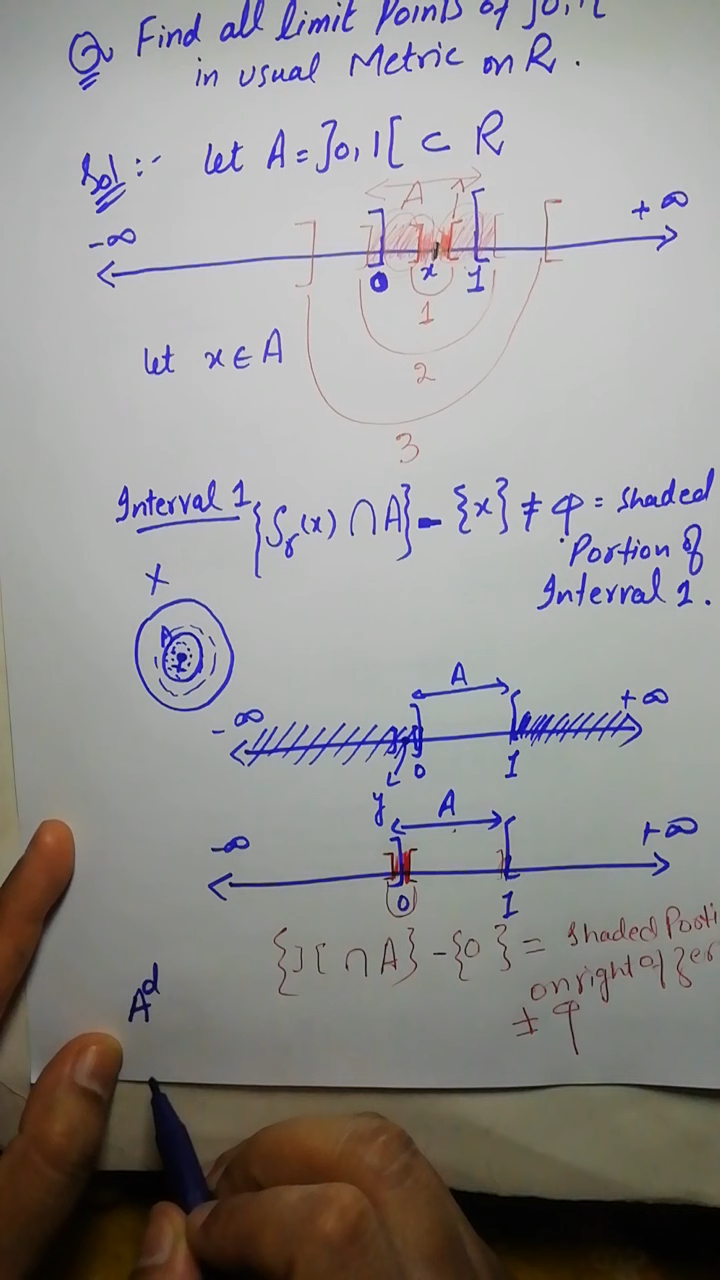 Q Find all limit Points of ]0,1[
in usual Metric on R.
Sol :- let A = ]0,1[ ⊂ R
A
-∞ +∞
0 x 1
1
let x ∈ A
2
3
Interval 1 {Sᵣ(x) ∩ A} - {x} ≠ φ = shaded
Portion of
Interval 1.
X
A
A
-∞ +∞
0 1
y A
-∞ +∞
0 1
{][ ∩ A} - {0} = shaded Porti
on right of Zer
≠ φ
Aᵈ